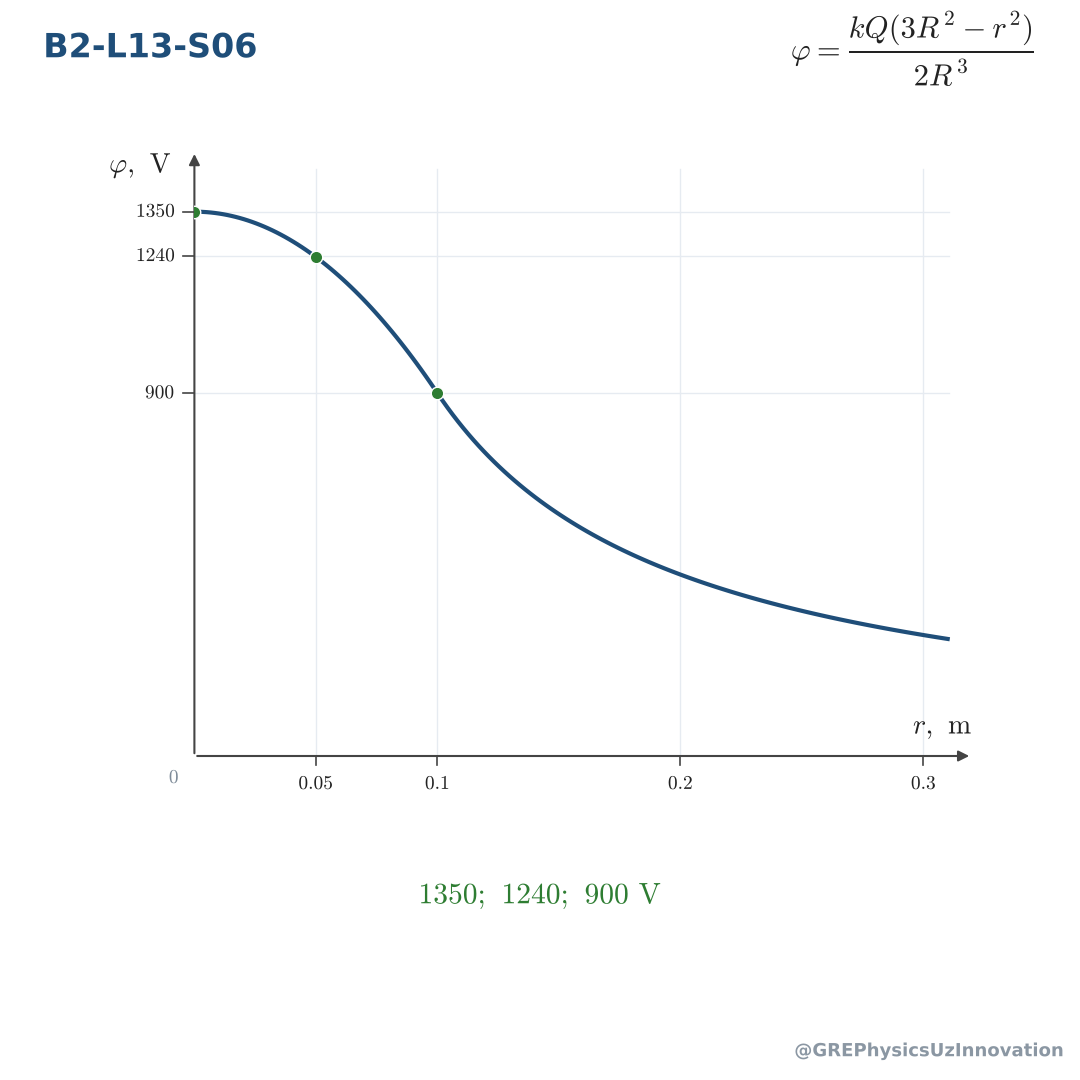 B2-L13-S06
φ = kQ(3R² − r²) / 2R³
φ, V
1350
1240
900
r, m
0
0.05 0.1 0.2 0.3
1350; 1240; 900 V
@GREPhysicsUzInnovation